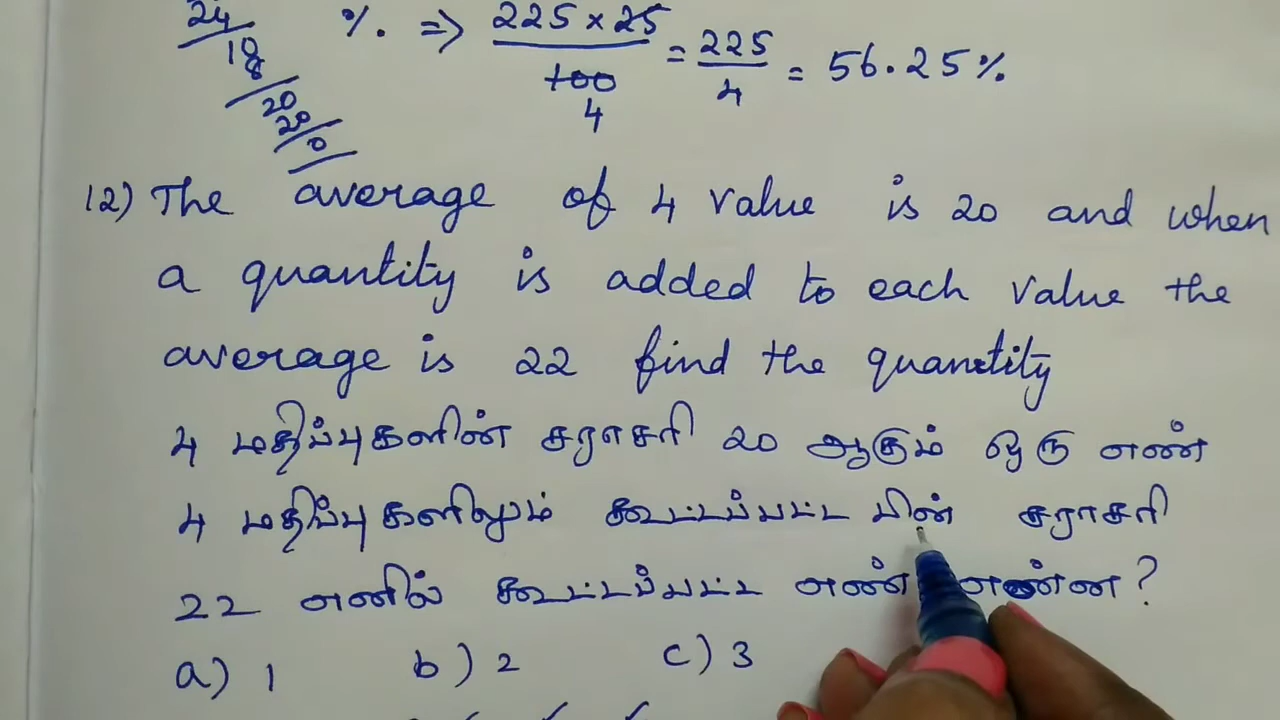 24
18
20
20
0
% ⇒ 225 × 25 / 100 4 = 225 / 4 = 56.25%
12) The average of 4 value is 20 and when
a quantity is added to each value the
average is 22 find the quantity
4 மதிப்புகளின் சராசரி 20 ஆகும் ஒரு எண்
4 மதிப்புகளிலும் கூட்டப்பட்ட பின் சராசரி
22 எனில் கூட்டப்பட்ட எண் என்ன?
a) 1 b) 2 c) 3